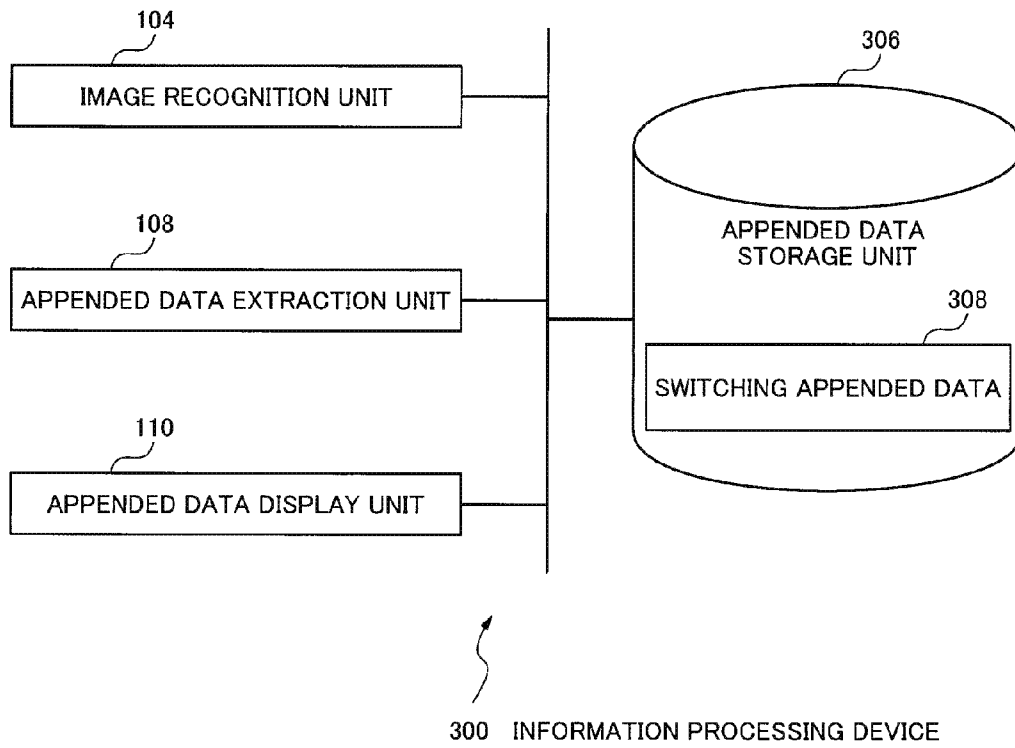 104
IMAGE RECOGNITION UNIT
108
APPENDED DATA EXTRACTION UNIT
110
APPENDED DATA DISPLAY UNIT
306
APPENDED DATA
STORAGE UNIT
308
SWITCHING APPENDED DATA
300 INFORMATION PROCESSING DEVICE